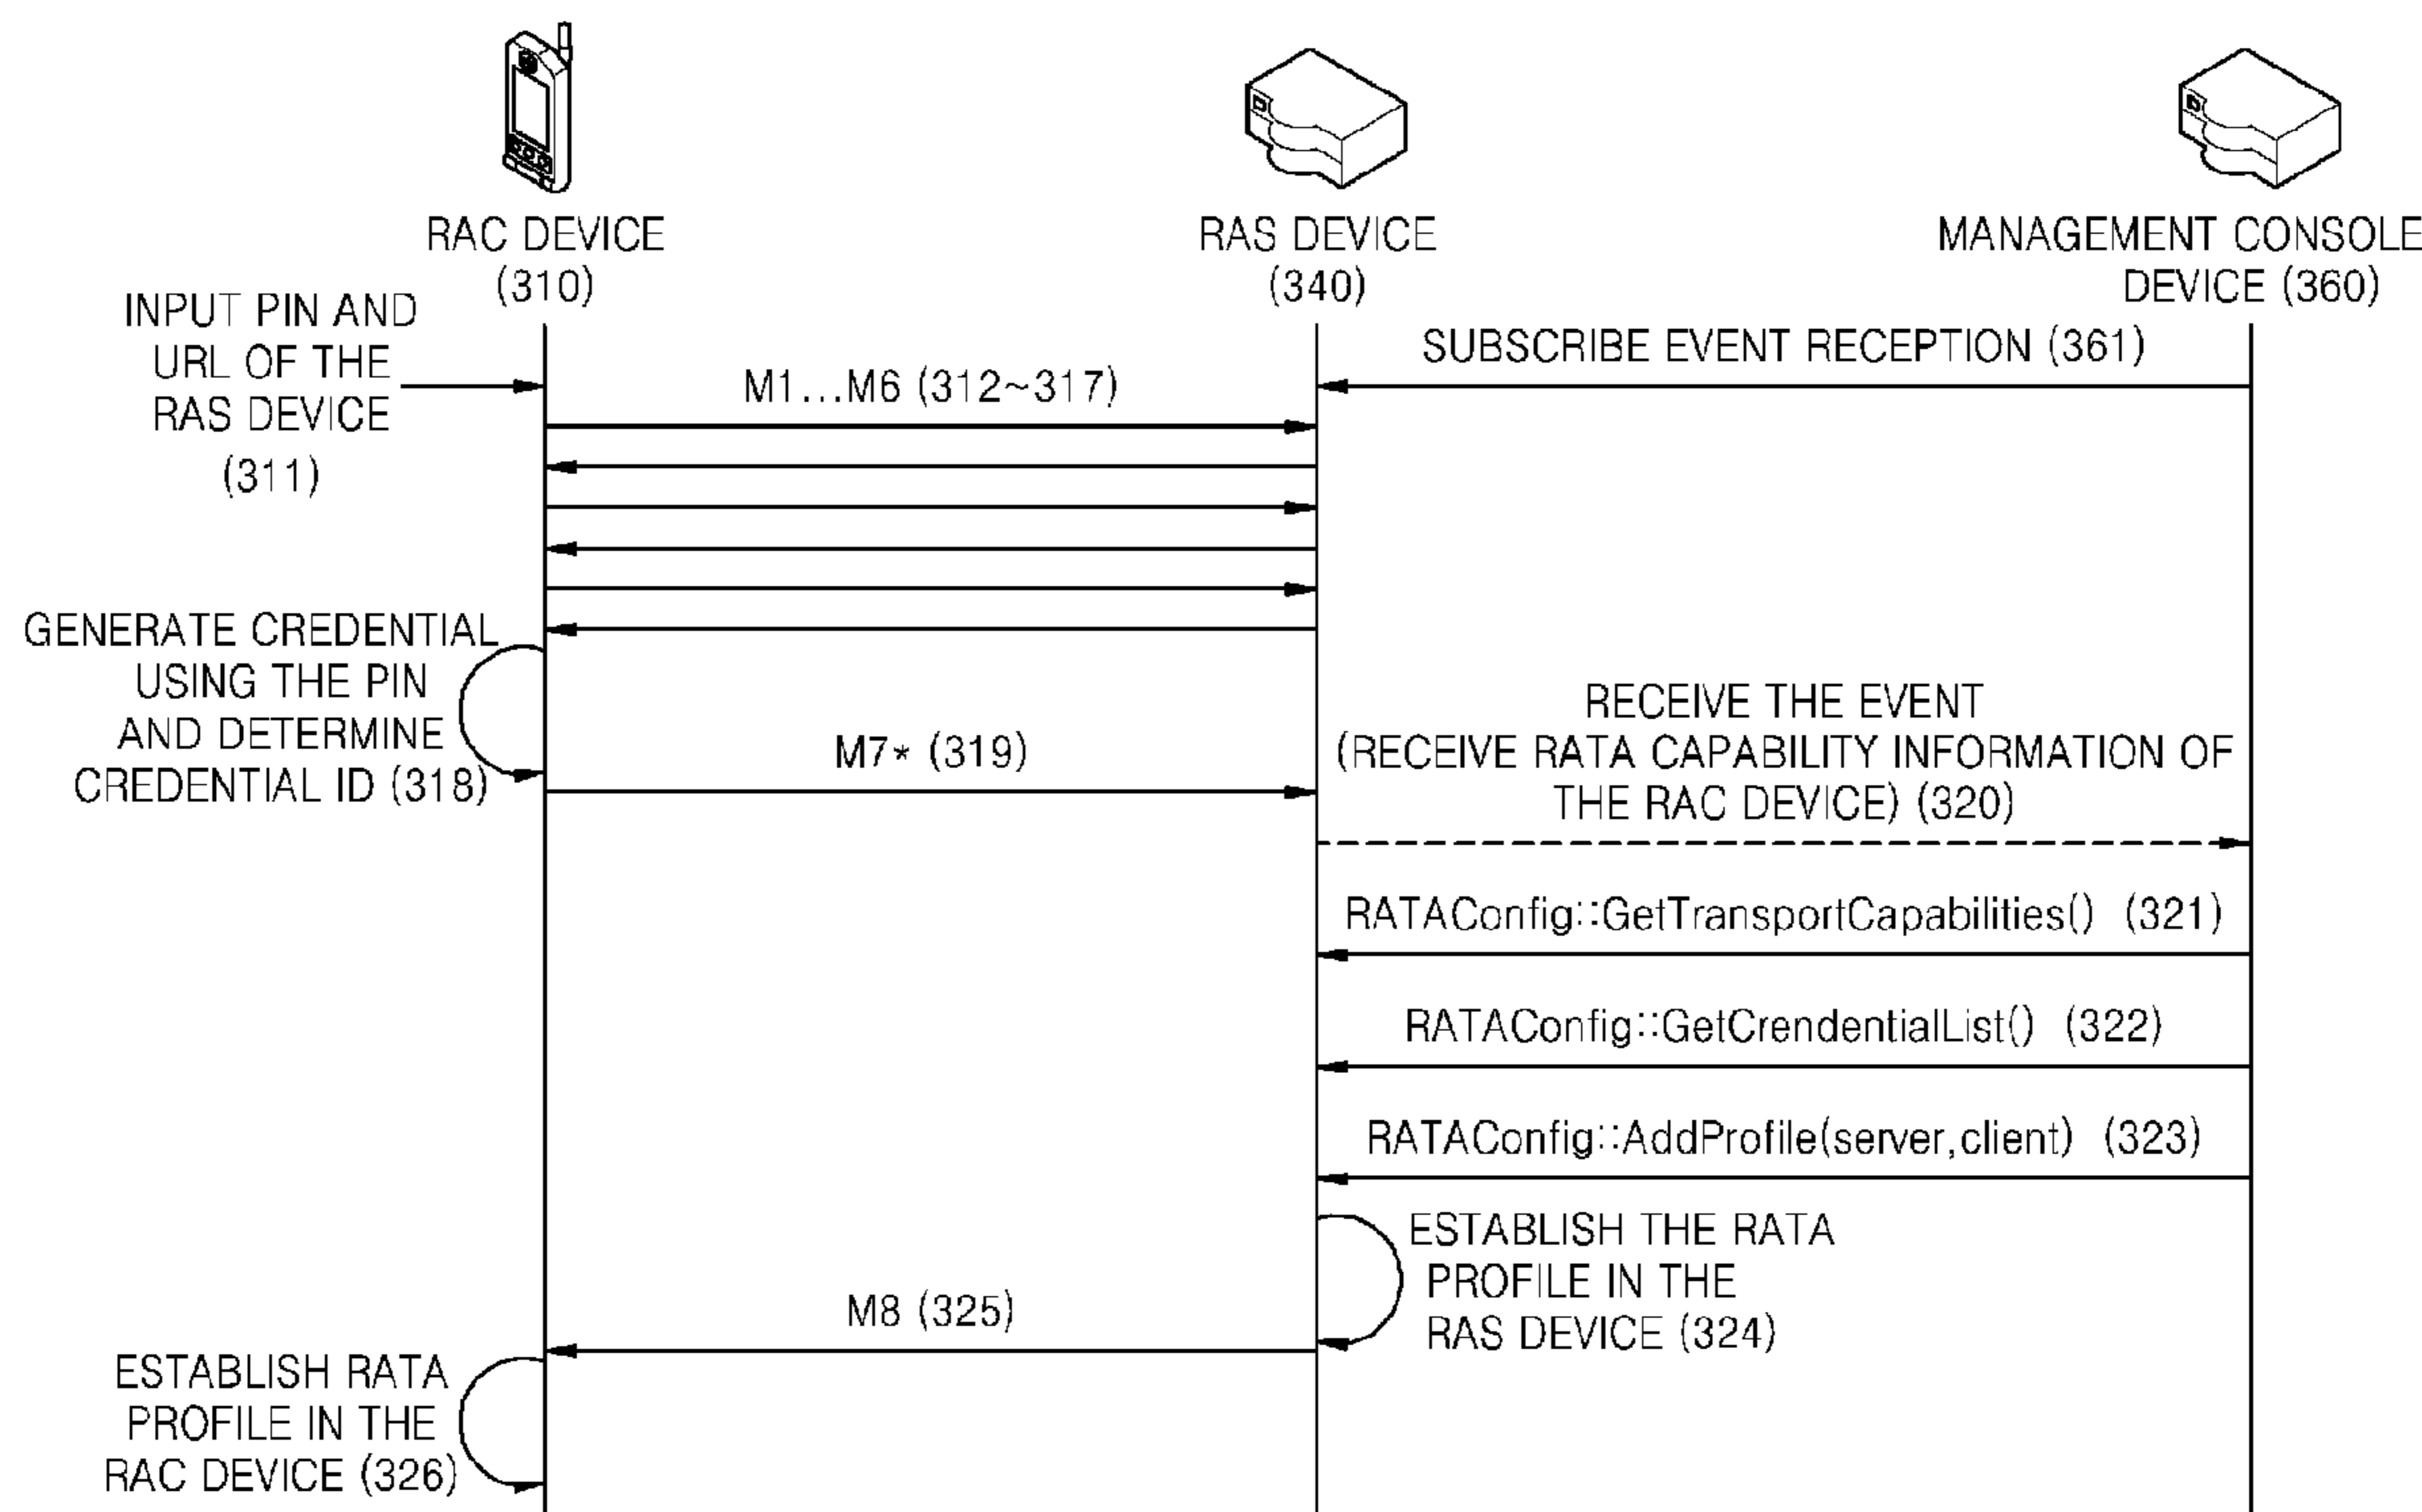 RAC DEVICE
(310)
RAS DEVICE
(340)
MANAGEMENT CONSOLE
DEVICE (360)
INPUT PIN AND
URL OF THE
RAS DEVICE
(311)
SUBSCRIBE EVENT RECEPTION (361)
M1...M6 (312~317)
GENERATE CREDENTIAL
USING THE PIN
AND DETERMINE
CREDENTIAL ID (318)
M7* (319)
RECEIVE THE EVENT
(RECEIVE RATA CAPABILITY INFORMATION OF
THE RAC DEVICE) (320)
RATAConfig::GetTransportCapabilities() (321)
RATAConfig::GetCrendentialList() (322)
RATAConfig::AddProfile(server,client) (323)
ESTABLISH THE RATA
PROFILE IN THE
RAS DEVICE (324)
M8 (325)
ESTABLISH RATA
PROFILE IN THE
RAC DEVICE (326)